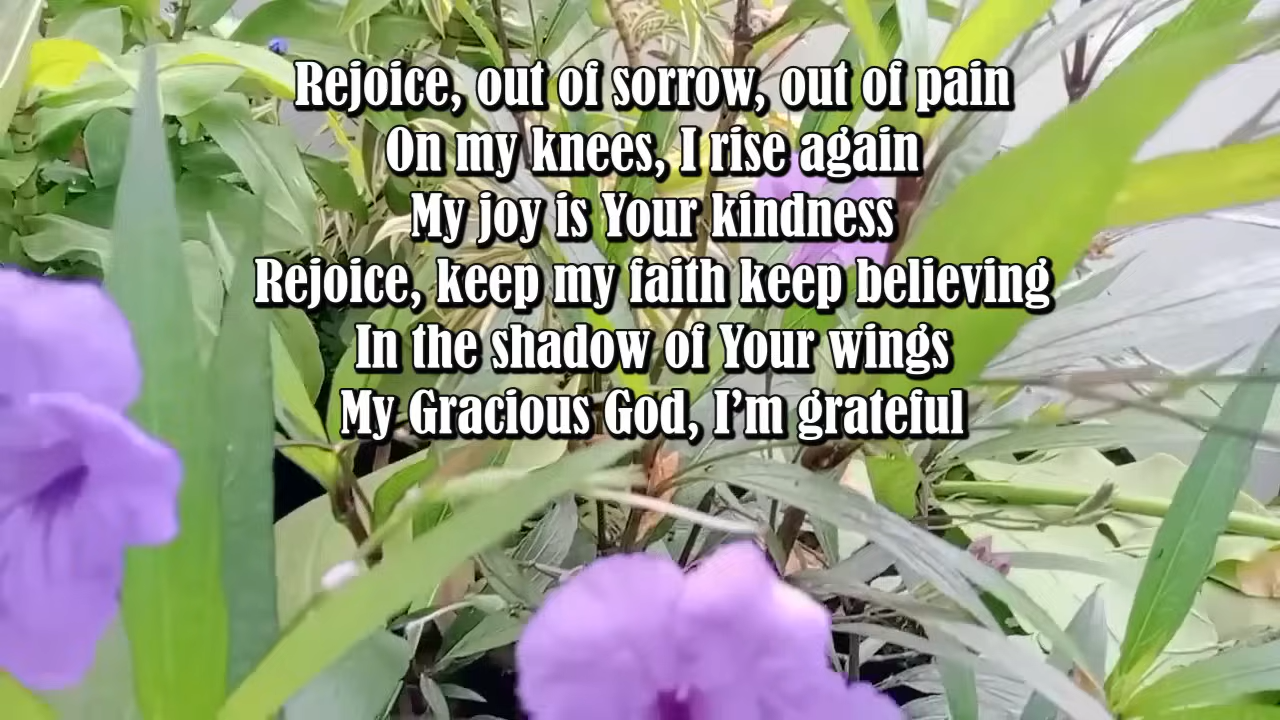 Rejoice, out of sorrow, out of pain
On my knees, I rise again
My joy is Your kindness
Rejoice, keep my faith keep believing
In the shadow of Your wings
My Gracious God, I’m grateful